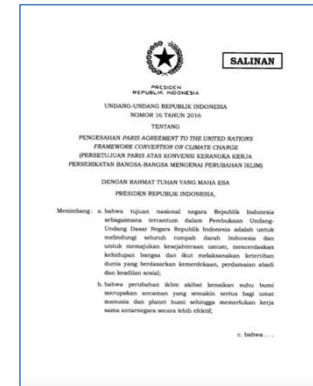 SALINAN
PRESIDEN
REPUBLIK INDONESIA
UNDANG-UNDANG REPUBLIK INDONESIA
NOMOR 16 TAHUN 2016
TENTANG
PENGESAHAN PARIS AGREEMENT TO THE UNITED NATIONS
FRAMEWORK CONVENTION ON CLIMATE CHANGE
(PERSETUJUAN PARIS ATAS KONVENSI KERANGKA KERJA
PERSERIKATAN BANGSA-BANGSA MENGENAI PERUBAHAN IKLIM)
DENGAN RAHMAT TUHAN YANG MAHA ESA
PRESIDEN REPUBLIK INDONESIA,
Menimbang : a. bahwa tujuan nasional negara Republik Indonesia
sebagaimana tercantum dalam Pembukaan Undang-
Undang Dasar Negara Republik Indonesia adalah untuk
melindungi seluruh tumpah darah Indonesia dan
untuk memajukan kesejahteraan umum, mencerdaskan
kehidupan bangsa dan ikut melaksanakan ketertiban
dunia yang berdasarkan kemerdekaan, perdamaian abadi
dan keadilan sosial;
b. bahwa perubahan iklim akibat kenaikan suhu bumi
merupakan ancaman yang semakin serius bagi umat
manusia dan planet bumi sehingga memerlukan kerja
sama antarnegara secara lebih efektif;
c. bahwa . . .